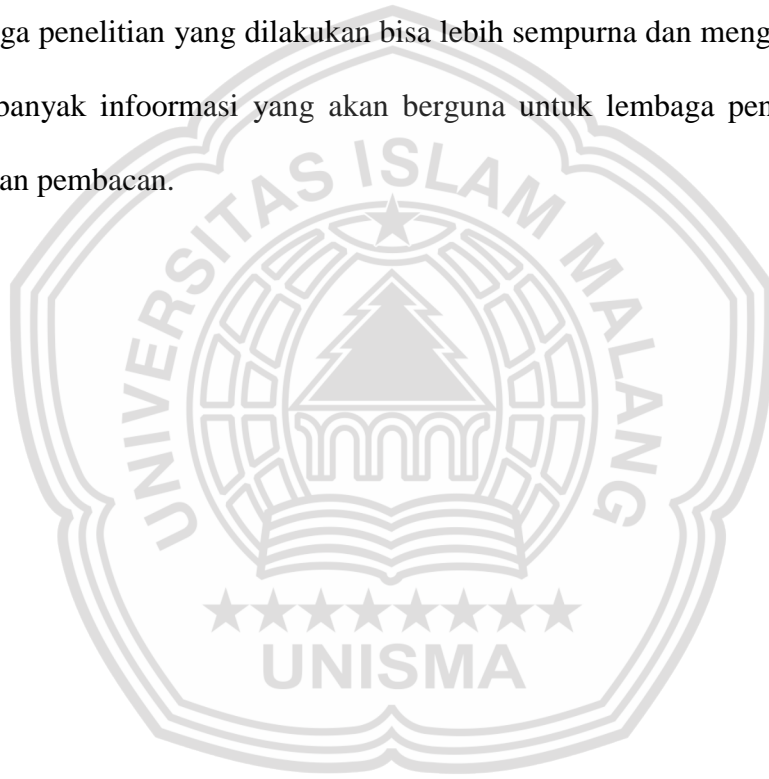 ga penelitian yang dilakukan bisa lebih sempurna dan meng
banyak infoormasi yang akan berguna untuk lembaga pen
an pembacan.
UNIVERSITAS ISLAM MALANG
UNISMA